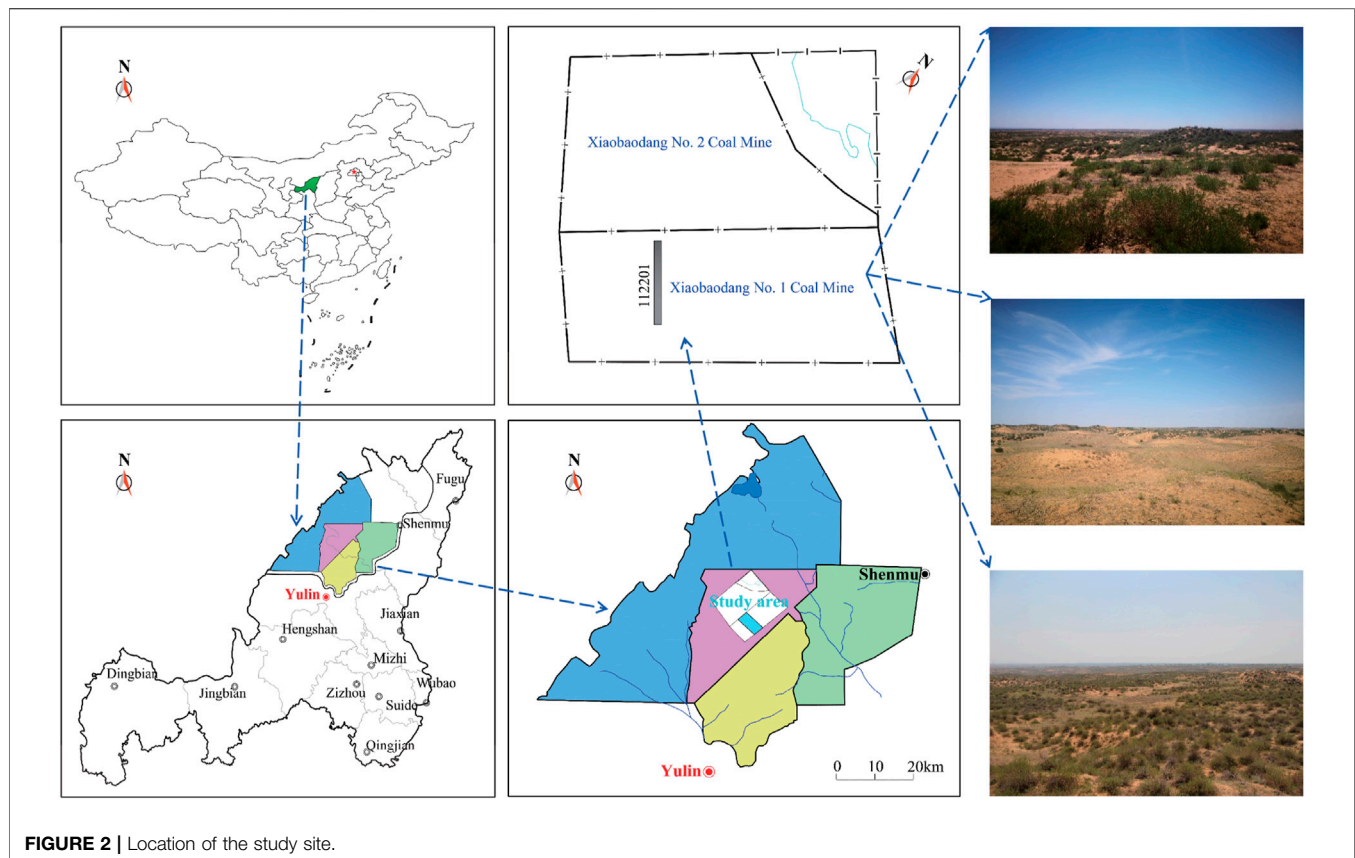 N
N
Xiaobaodang No. 2 Coal Mine
112201
Xiaobaodang No. 1 Coal Mine
N
Fugu
Shenmu
Yulin
Jiaxian
Hengshan
Mizhi
Dingbian
Jingbian
Zizhou
Wubao
Suide
Qingjian
N
Shenmu
Study area
Yulin
0 10 20km
FIGURE 2 | Location of the study site.